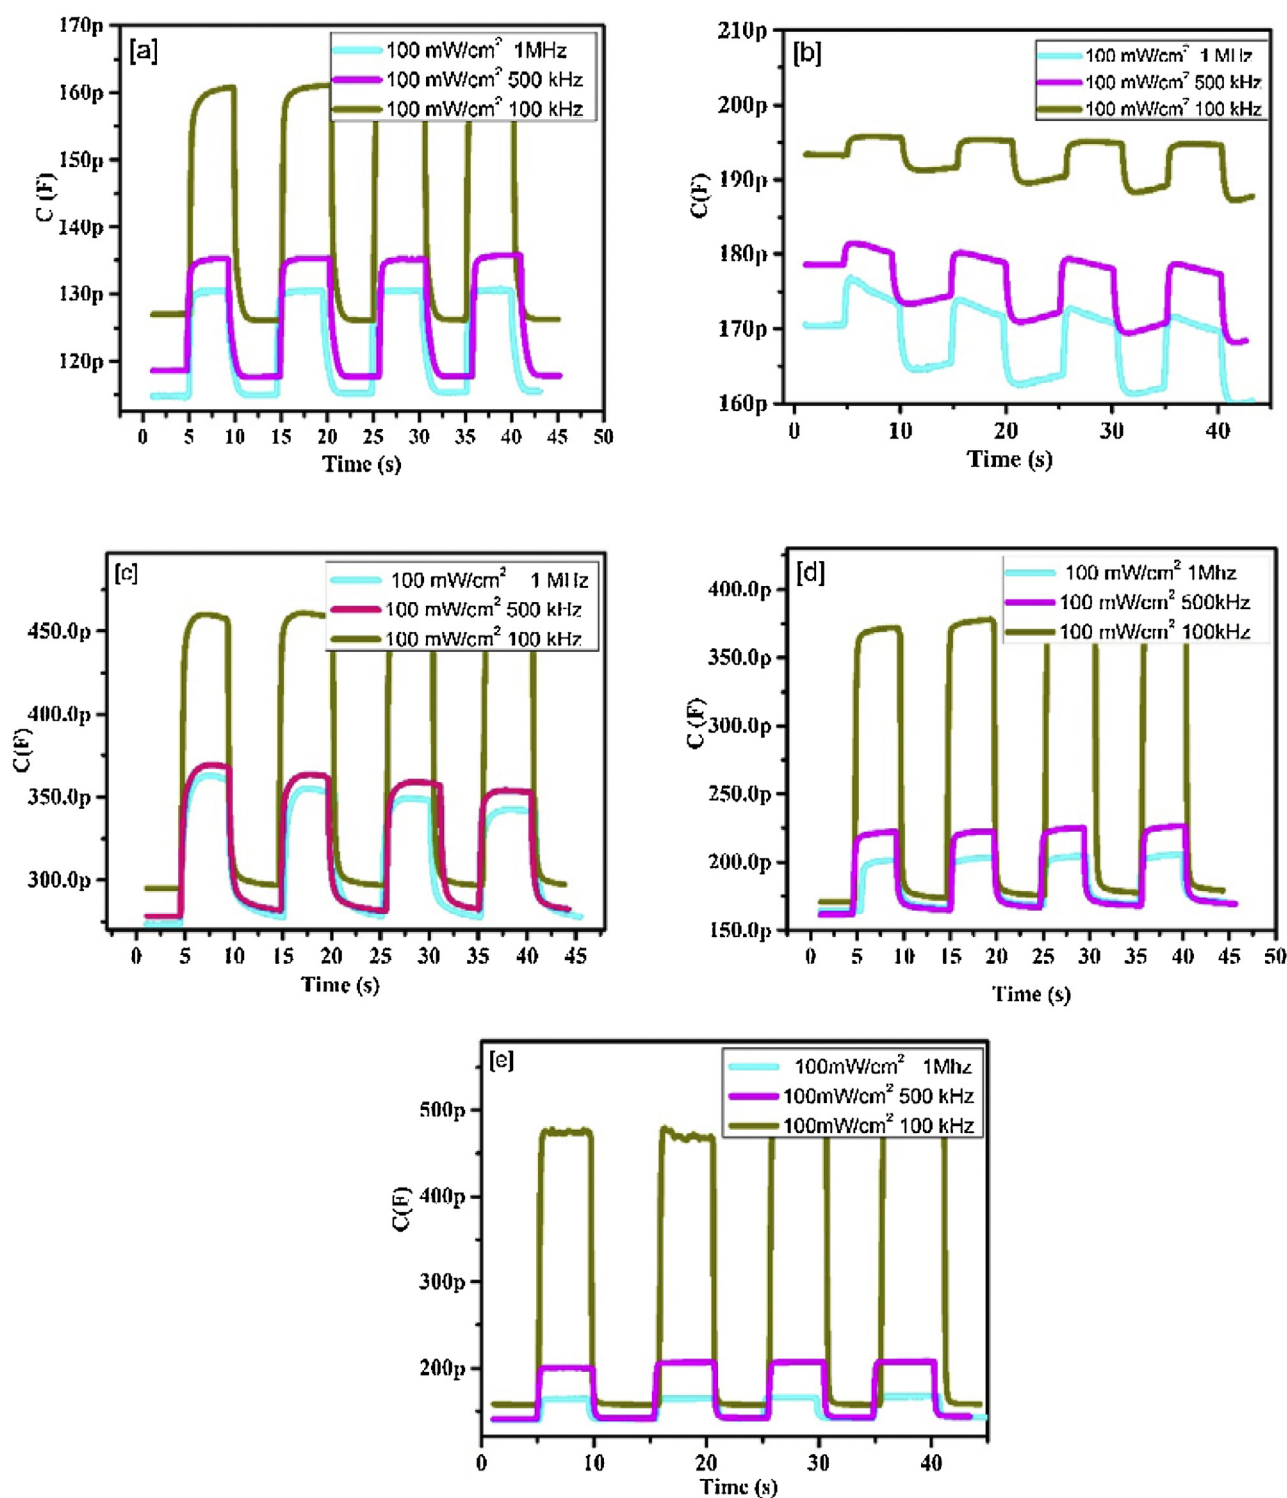 [a]
100 mW/cm² 1MHz
100 mW/cm² 500 kHz
100 mW/cm² 100 kHz
170p
160p
150p
140p
130p
120p
C (F)
0 5 10 15 20 25 30 35 40 45 50
Time (s)
[b]
100 mW/cm² 1 MHz
100 mW/cm² 500 kHz
100 mW/cm² 100 kHz
210p
200p
190p
180p
170p
160p
C(F)
0 10 20 30 40
Time (s)
[c]
100 mW/cm² 1 MHz
100 mW/cm² 500 kHz
100 mW/cm² 100 kHz
450.0p
400.0p
350.0p
300.0p
C(F)
0 5 10 15 20 25 30 35 40 45
Time (s)
[d]
100 mW/cm² 1Mhz
100 mW/cm² 500kHz
100 mW/cm² 100kHz
400.0p
350.0p
300.0p
250.0p
200.0p
150.0p
C (F)
0 5 10 15 20 25 30 35 40 45 50
Time (s)
[e]
100mW/cm² 1Mhz
100mW/cm² 500 kHz
100mW/cm² 100 kHz
500p
400p
300p
200p
C(F)
0 10 20 30 40
Time (s)